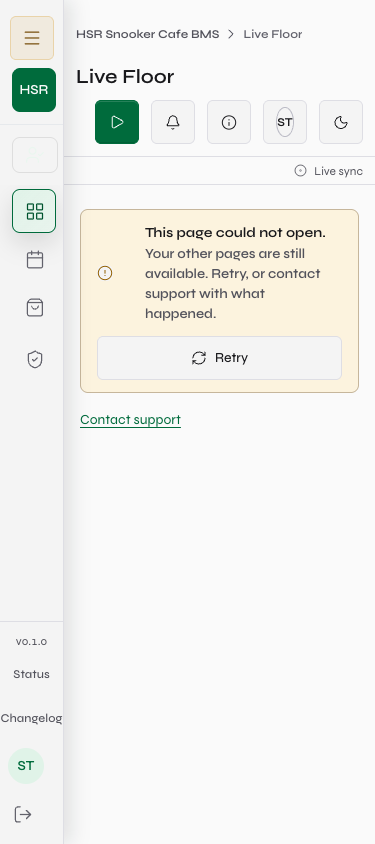 HSR
v0.1.0
Status
Changelog
ST
HSR Snooker Cafe BMS > Live Floor
Live Floor
ST
Live sync
This page could not open.
Your other pages are still
available. Retry, or contact
support with what
happened.
Retry
Contact support